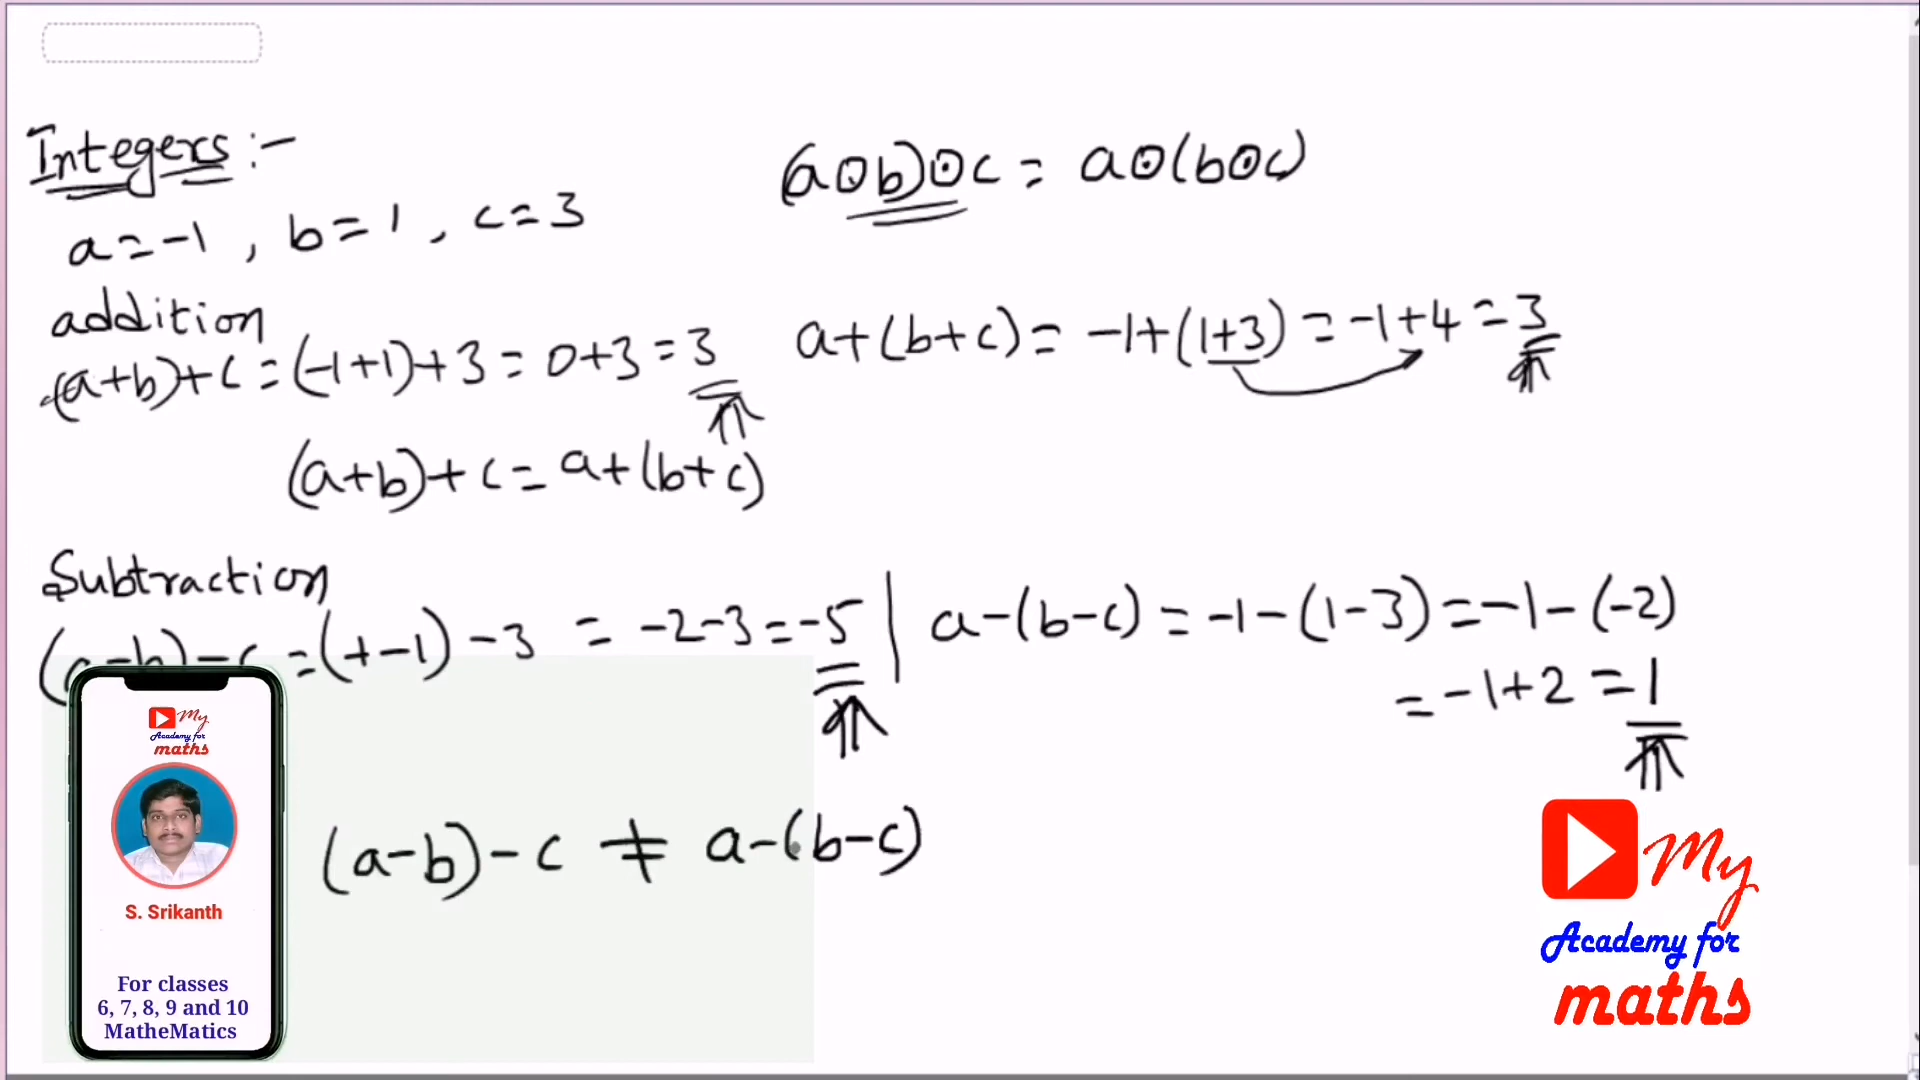 Integers :-
a = -1 , b = 1 , c = 3
(a⊙b)⊙c = a⊙(b⊙c)
addition
(a+b)+c = (-1+1)+3 = 0+3 = 3
a+(b+c) = -1+(1+3) = -1+4 = 3
(a+b)+c = a+(b+c)
Subtraction
(a-b)-c = (+-1)-3 = -2-3 = -5
a-(b-c) = -1-(1-3) = -1-(-2)
= -1+2 = 1
(a-b)-c ≠ a-(b-c)
My
Academy for
maths
S. Srikanth
For classes
6, 7, 8, 9 and 10
MatheMatics
My
Academy for
maths